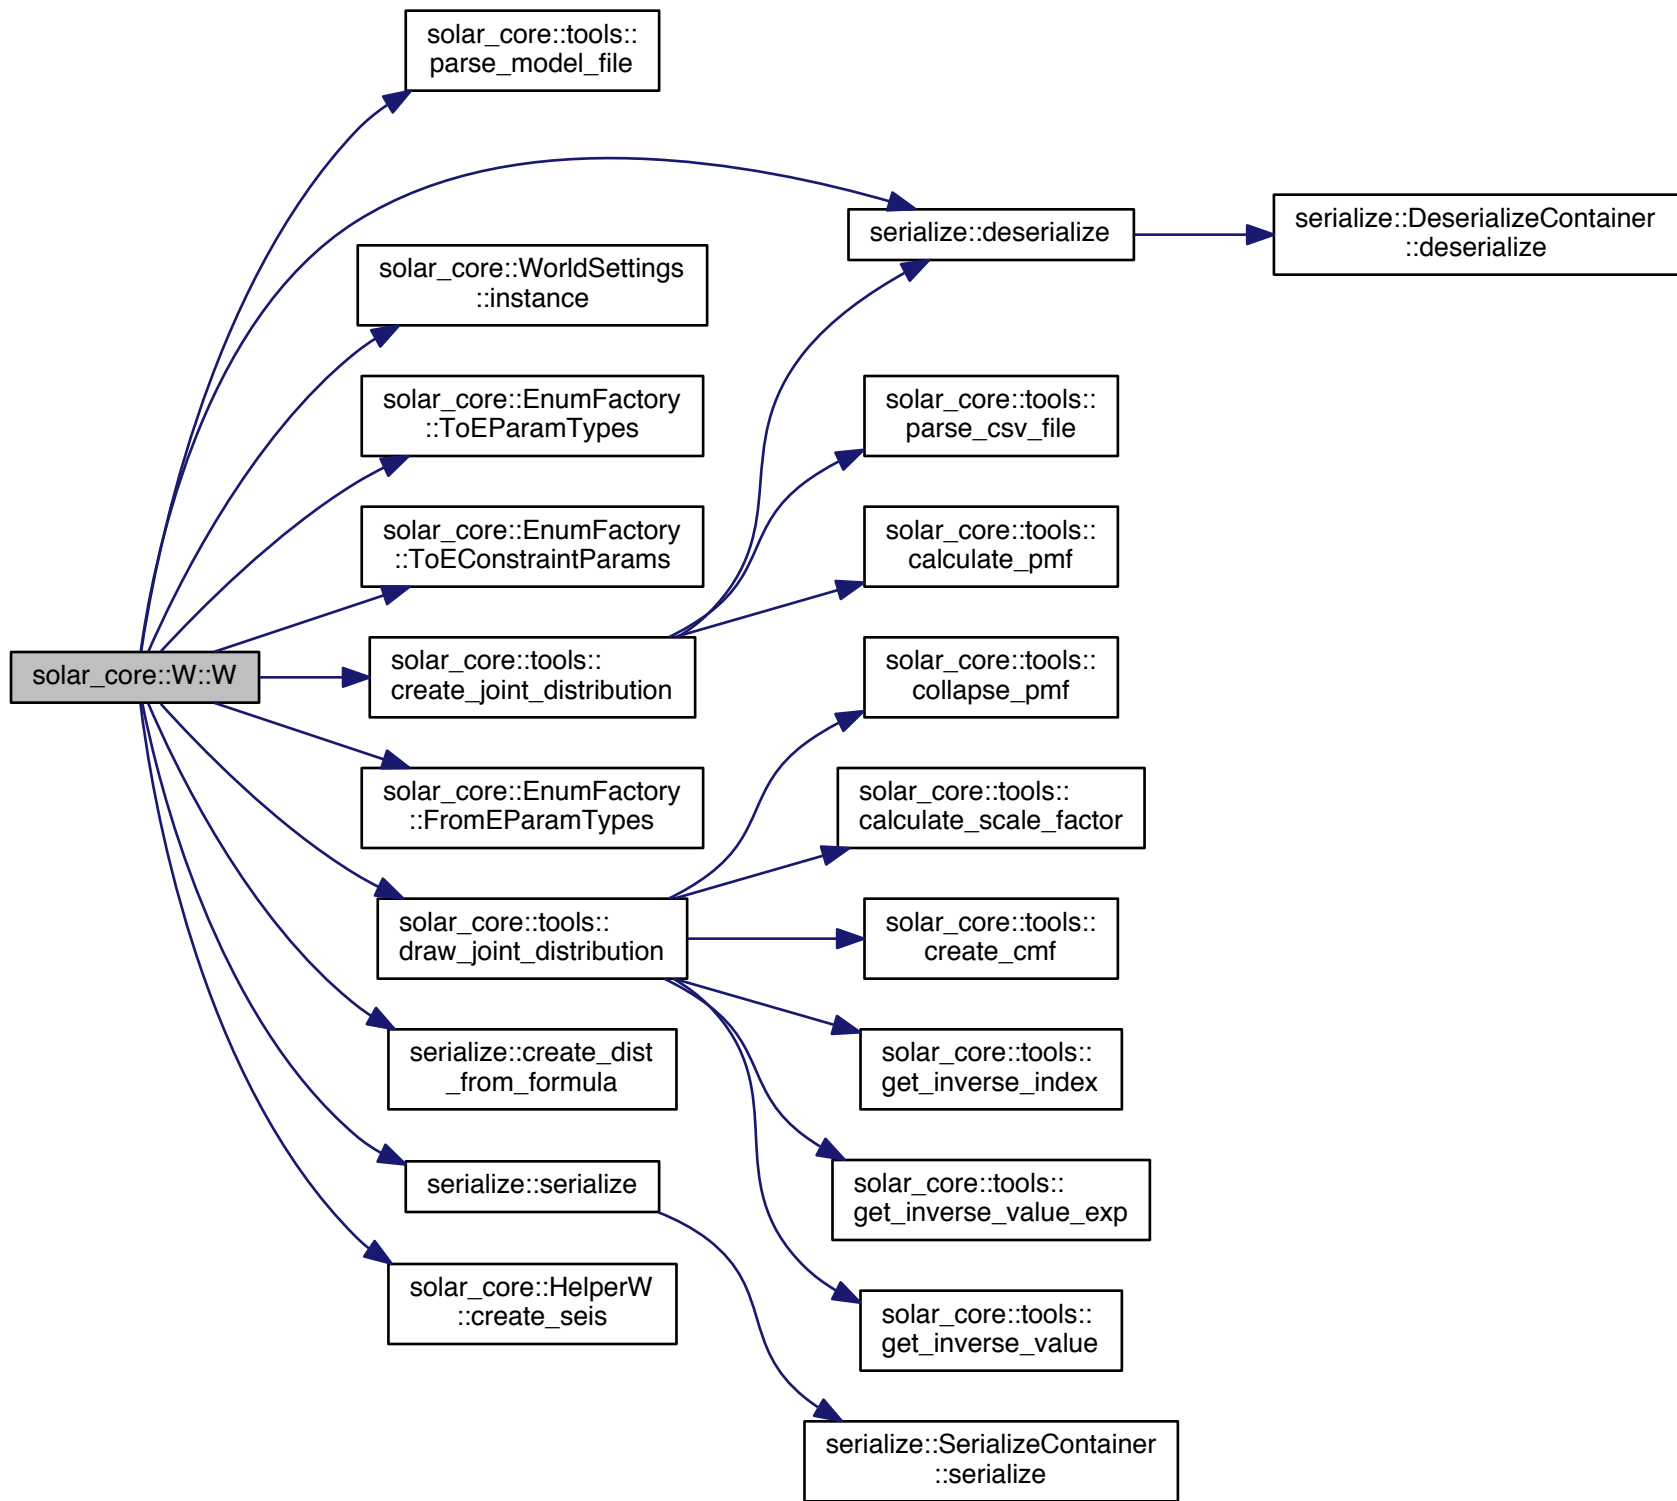 solar_core::tools::
parse_model_file
serialize::deserialize
serialize::DeserializeContainer
::deserialize
solar_core::WorldSettings
::instance
solar_core::EnumFactory
::ToEParamTypes
solar_core::tools::
parse_csv_file
solar_core::EnumFactory
::ToEConstraintParams
solar_core::tools::
calculate_pmf
solar_core::W::W
solar_core::tools::
create_joint_distribution
solar_core::tools::
collapse_pmf
solar_core::EnumFactory
::FromEParamTypes
solar_core::tools::
calculate_scale_factor
solar_core::tools::
draw_joint_distribution
solar_core::tools::
create_cmf
serialize::create_dist
_from_formula
solar_core::tools::
get_inverse_index
serialize::serialize
solar_core::tools::
get_inverse_value_exp
solar_core::HelperW
::create_seis
solar_core::tools::
get_inverse_value
serialize::SerializeContainer
::serialize